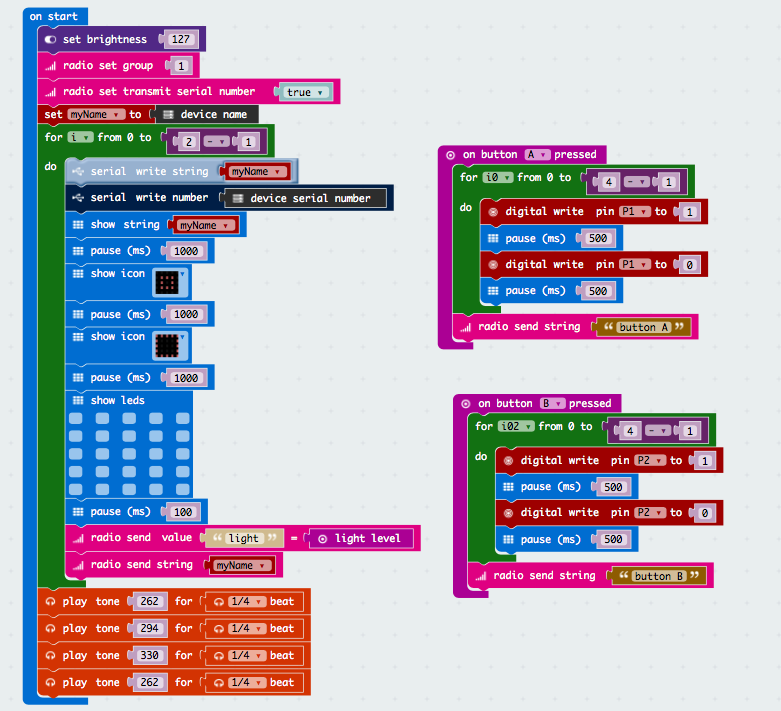 on start
set brightness 127
radio set group 1
radio set transmit serial number true
set myName to device name
for i from 0 to 2 - 1
do
serial write string myName
serial write number device serial number
show string myName
pause (ms) 1000
show icon
pause (ms) 1000
show icon
pause (ms) 1000
show leds
pause (ms) 100
radio send value “ light ” = light level
radio send string myName
play tone 262 for 1/4 beat
play tone 294 for 1/4 beat
play tone 330 for 1/4 beat
play tone 262 for 1/4 beat
on button A pressed
for i0 from 0 to 4 - 1
do
digital write pin P1 to 1
pause (ms) 500
digital write pin P1 to 0
pause (ms) 500
radio send string “ button A ”
on button B pressed
for i02 from 0 to 4 - 1
do
digital write pin P2 to 1
pause (ms) 500
digital write pin P2 to 0
pause (ms) 500
radio send string “ button B ”